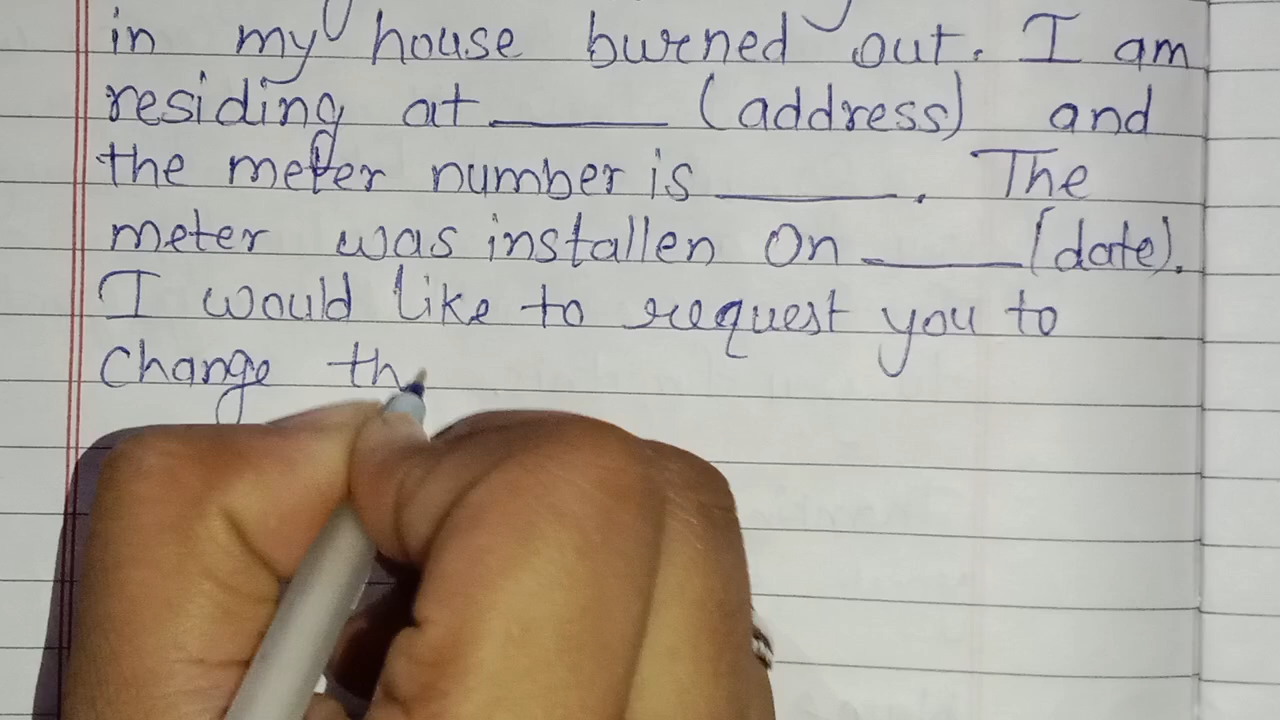 in my house burned out. I am
residing at ______ (address) and
the meter number is ______. The
meter was installen on ______ (date).
I would like to request you to
change th